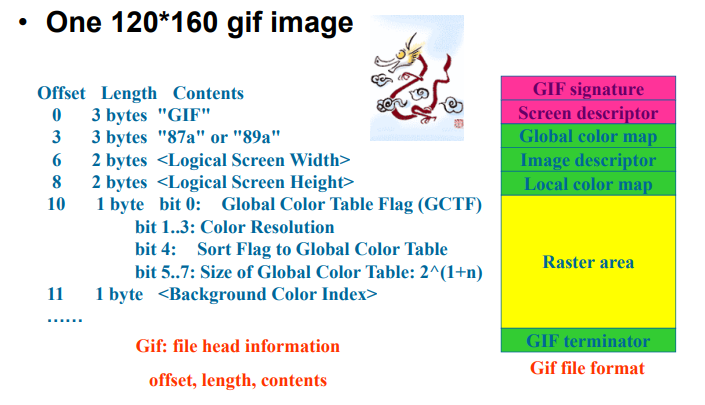 • One 120*160 gif image
Offset Length Contents
0 3 bytes "GIF"
3 3 bytes "87a" or "89a"
6 2 bytes <Logical Screen Width>
8 2 bytes <Logical Screen Height>
10 1 byte bit 0: Global Color Table Flag (GCTF)
bit 1..3: Color Resolution
bit 4: Sort Flag to Global Color Table
bit 5..7: Size of Global Color Table: 2^(1+n)
11 1 byte <Background Color Index>
......
Gif: file head information
offset, length, contents
GIF signature
Screen descriptor
Global color map
Image descriptor
Local color map
Raster area
GIF terminator
Gif file format